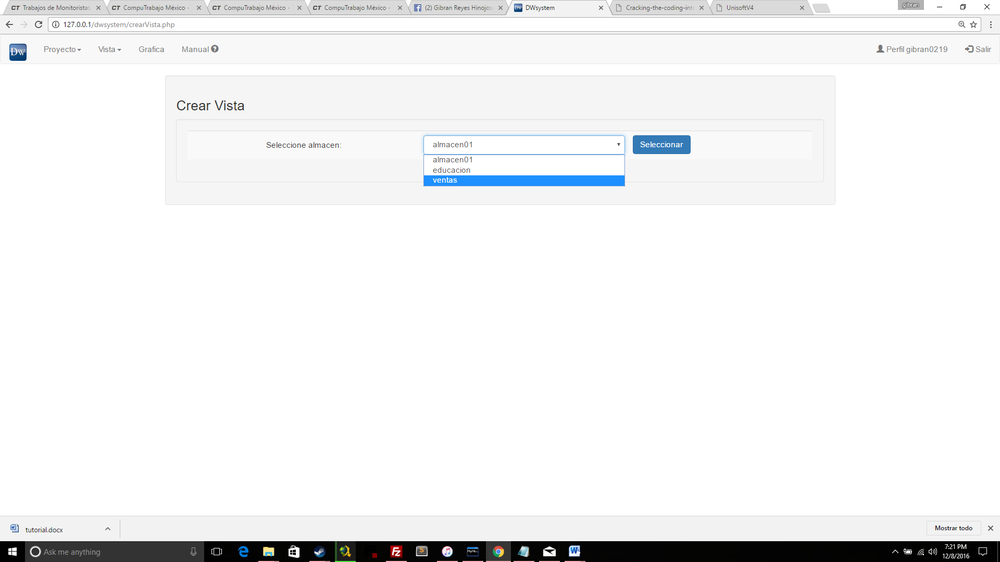 CT Trabajos de Monitoristas
CT CompuTrabajo México -
CT CompuTrabajo México -
CT CompuTrabajo México -
(2) Gibran Reyes Hinojos
DW DWsystem
Cracking-the-coding-inte
UnisoftV4
gibran
127.0.0.1/dwsystem/crearVista.php
DW
Proyecto
Vista
Grafica
Manual
Perfil gibran0219
Salir
Crear Vista
Seleccione almacen:
almacen01
Seleccionar
almacen01
educacion
ventas
tutorial.docx
Mostrar todo
Ask me anything
7:21 PM
12/8/2016